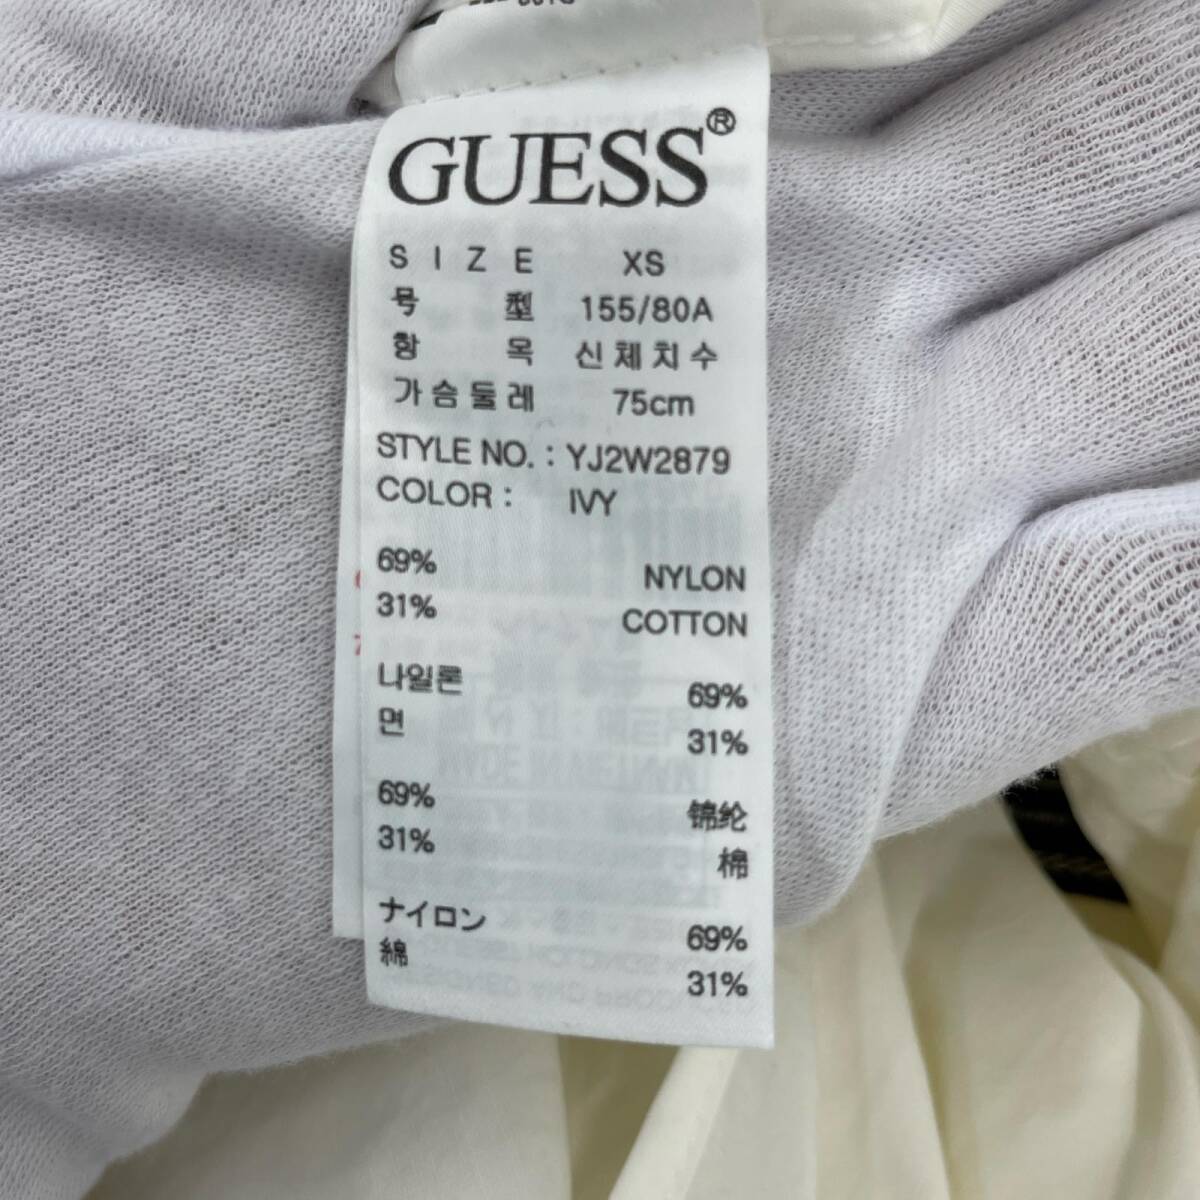 GUESS®
SIZE XS
号型 155/80A
항목 신체치수
가슴둘레 75cm
STYLE NO. : YJ2W2879
COLOR : IVY
69% NYLON
31% COTTON
나일론 69%
면 31%
69% 锦纶
31% 棉
ナイロン 69%
綿 31%